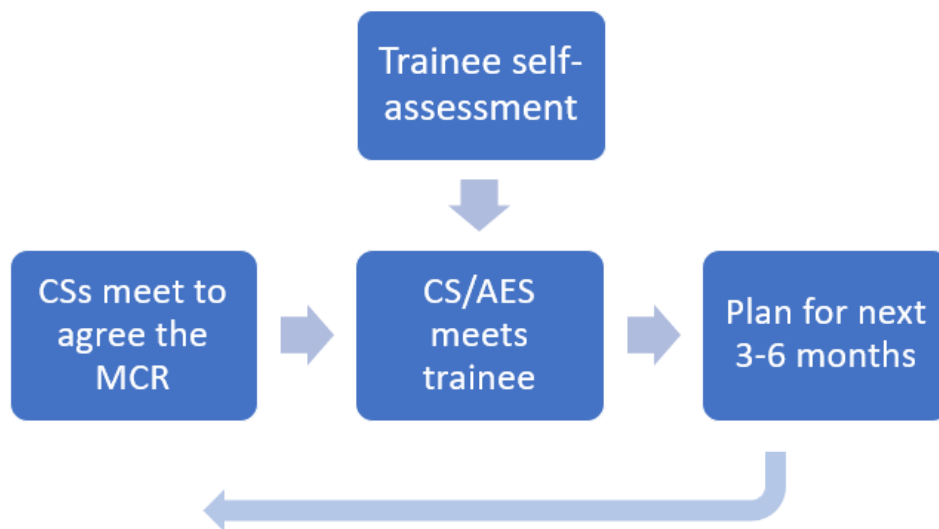 Trainee self-
assessment
CSs meet to
agree the
MCR
CS/AES
meets
trainee
Plan for next
3-6 months